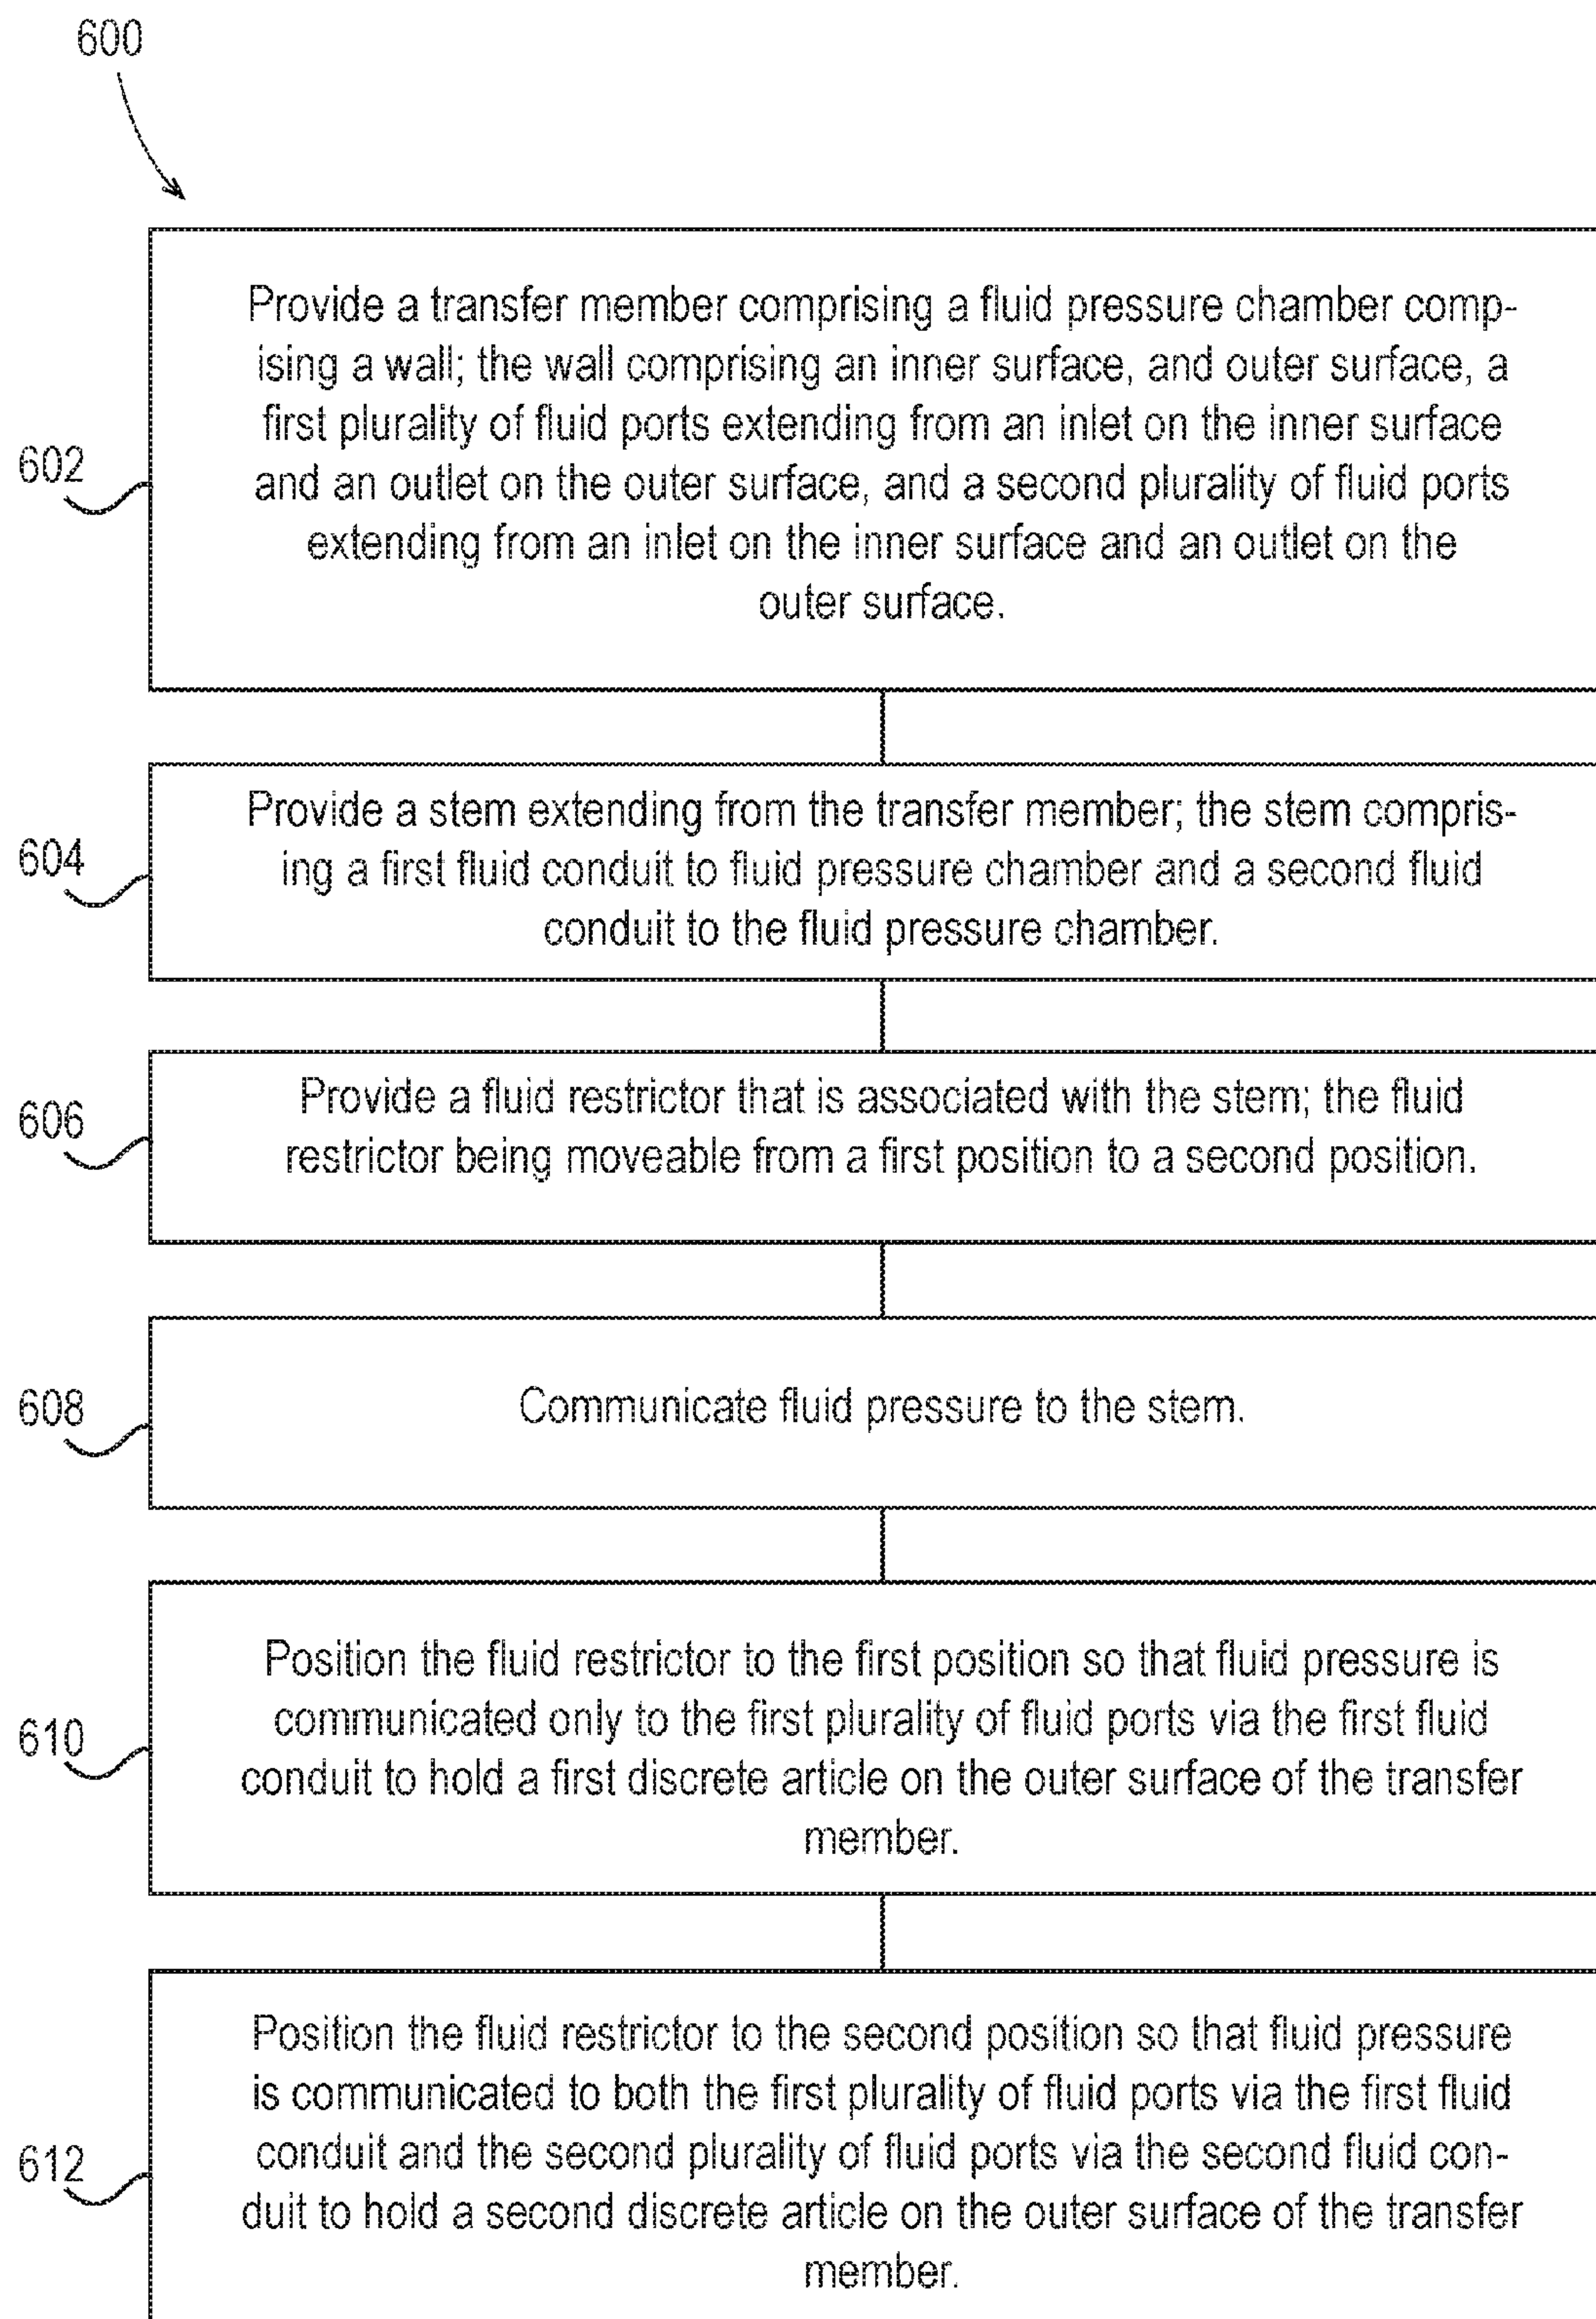 600
602
Provide a transfer member comprising a fluid pressure chamber comp-
ising a wall; the wall comprising an inner surface, and outer surface, a
first plurality of fluid ports extending from an inlet on the inner surface
and an outlet on the outer surface, and a second plurality of fluid ports
extending from an inlet on the inner surface and an outlet on the
outer surface.
604
Provide a stem extending from the transfer member; the stem compris-
ing a first fluid conduit to fluid pressure chamber and a second fluid
conduit to the fluid pressure chamber.
606
Provide a fluid restrictor that is associated with the stem; the fluid
restrictor being moveable from a first position to a second position.
608
Communicate fluid pressure to the stem.
610
Position the fluid restrictor to the first position so that fluid pressure is
communicated only to the first plurality of fluid ports via the first fluid
conduit to hold a first discrete article on the outer surface of the transfer
member.
612
Position the fluid restrictor to the second position so that fluid pressure
is communicated to both the first plurality of fluid ports via the first fluid
conduit and the second plurality of fluid ports via the second fluid con-
duit to hold a second discrete article on the outer surface of the transfer
member.